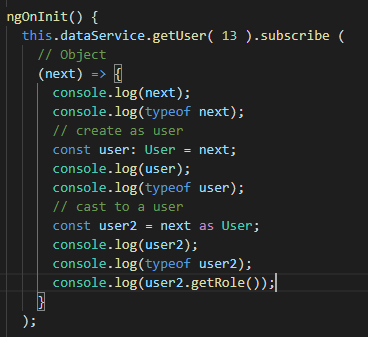 ngOnInit() {
  this.dataService.getUser( 13 ).subscribe (
    // Object
    (next) => {
      console.log(next);
      console.log(typeof next);
      // create as user
      const user: User = next;
      console.log(user);
      console.log(typeof user);
      // cast to a user
      const user2 = next as User;
      console.log(user2);
      console.log(typeof user2);
      console.log(user2.getRole());
    }
  );